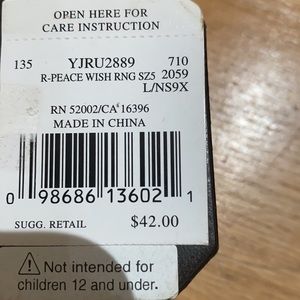 OPEN HERE FOR
CARE INSTRUCTION
135 YJRU2889 710
R-PEACE WISH RNG SZ5 2059
L/NS9X
RN 52002/CA 16396
MADE IN CHINA
0 98686 13602 1
SUGG. RETAIL $42.00
⚠ Not intended for
children 12 and under.